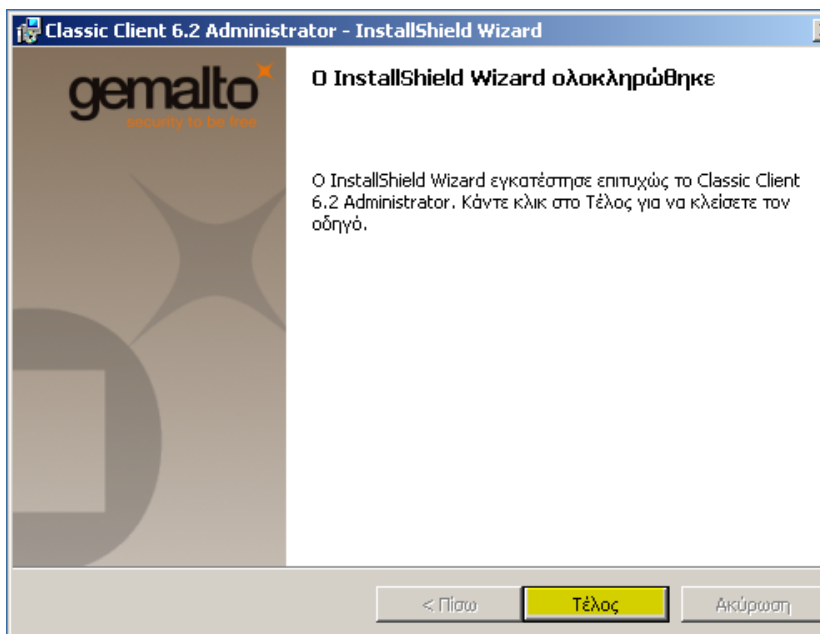 Classic Client 6.2 Administrator - InstallShield Wizard
gemalto
security to be free
Ο InstallShield Wizard ολοκληρώθηκε
Ο InstallShield Wizard εγκατέστησε επιτυχώς το Classic Client
6.2 Administrator. Κάντε κλικ στο Τέλος για να κλείσετε τον
οδηγό.
< Πίσω
Τέλος
Ακύρωση